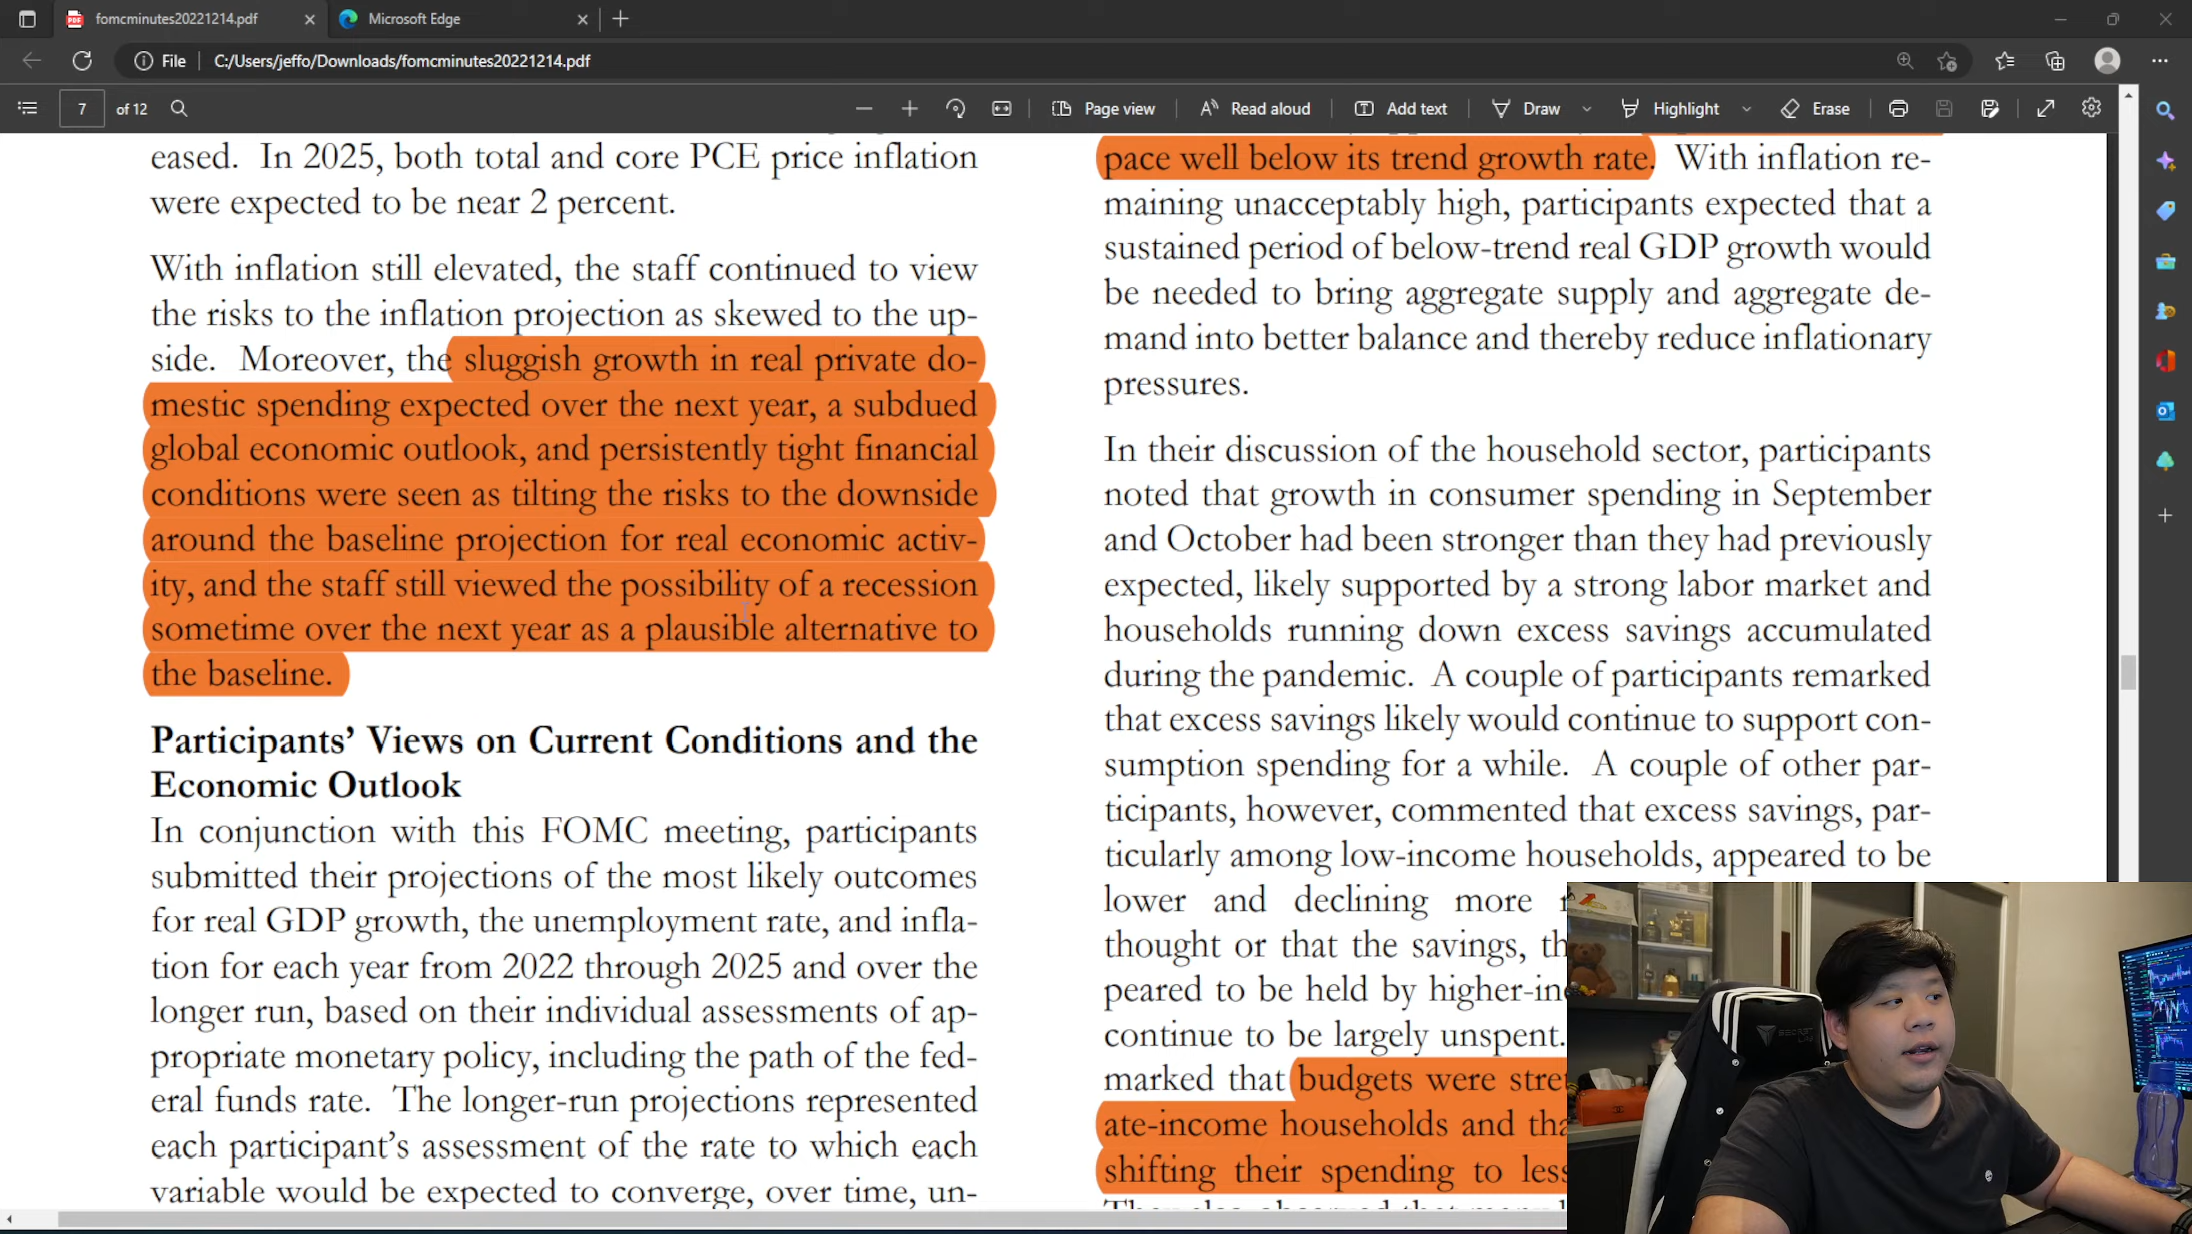 fomcminutes20221214.pdf
Microsoft Edge
File
C:/Users/jeffo/Downloads/fomcminutes20221214.pdf
7
of 12
Page view
Read aloud
Add text
Draw
Highlight
Erase
eased. In 2025, both total and core PCE price inflation
were expected to be near 2 percent.
With inflation still elevated, the staff continued to view
the risks to the inflation projection as skewed to the up-
side. Moreover, the sluggish growth in real private do-
mestic spending expected over the next year, a subdued
global economic outlook, and persistently tight financial
conditions were seen as tilting the risks to the downside
around the baseline projection for real economic activ-
ity, and the staff still viewed the possibility of a recession
sometime over the next year as a plausible alternative to
the baseline.
Participants' Views on Current Conditions and the
Economic Outlook
In conjunction with this FOMC meeting, participants
submitted their projections of the most likely outcomes
for real GDP growth, the unemployment rate, and infla-
tion for each year from 2022 through 2025 and over the
longer run, based on their individual assessments of ap-
propriate monetary policy, including the path of the fed-
eral funds rate. The longer-run projections represented
each participant's assessment of the rate to which each
variable would be expected to converge, over time, un-
pace well below its trend growth rate. With inflation re-
maining unacceptably high, participants expected that a
sustained period of below-trend real GDP growth would
be needed to bring aggregate supply and aggregate de-
mand into better balance and thereby reduce inflationary
pressures.
In their discussion of the household sector, participants
noted that growth in consumer spending in September
and October had been stronger than they had previously
expected, likely supported by a strong labor market and
households running down excess savings accumulated
during the pandemic. A couple of participants remarked
that excess savings likely would continue to support con-
sumption spending for a while. A couple of other par-
ticipants, however, commented that excess savings, par-
ticularly among low-income households, appeared to be
lower and declining more
thought or that the savings, th
peared to be held by higher-in
continue to be largely unspent.
marked that budgets were stre
ate-income households and tha
shifting their spending to less